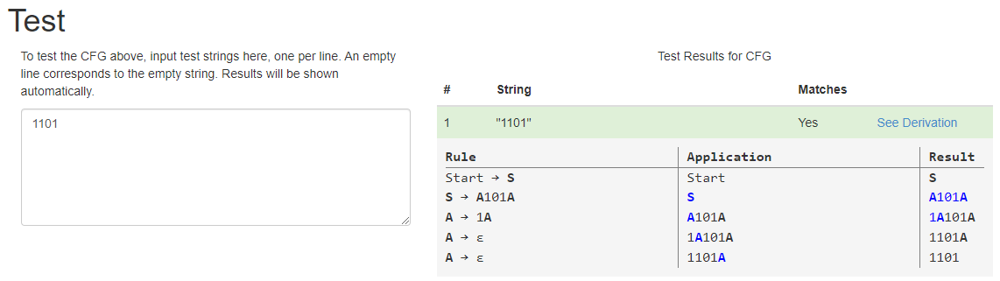 Test
To test the CFG above, input test strings here, one per line. An empty
line corresponds to the empty string. Results will be shown
automatically.
1101
Test Results for CFG
# String Matches
1 "1101" Yes See Derivation
Rule Application Result
Start → S Start S
S → A101A S A101A
A → 1A A101A 1A101A
A → ε 1A101A 1101A
A → ε 1101A 1101